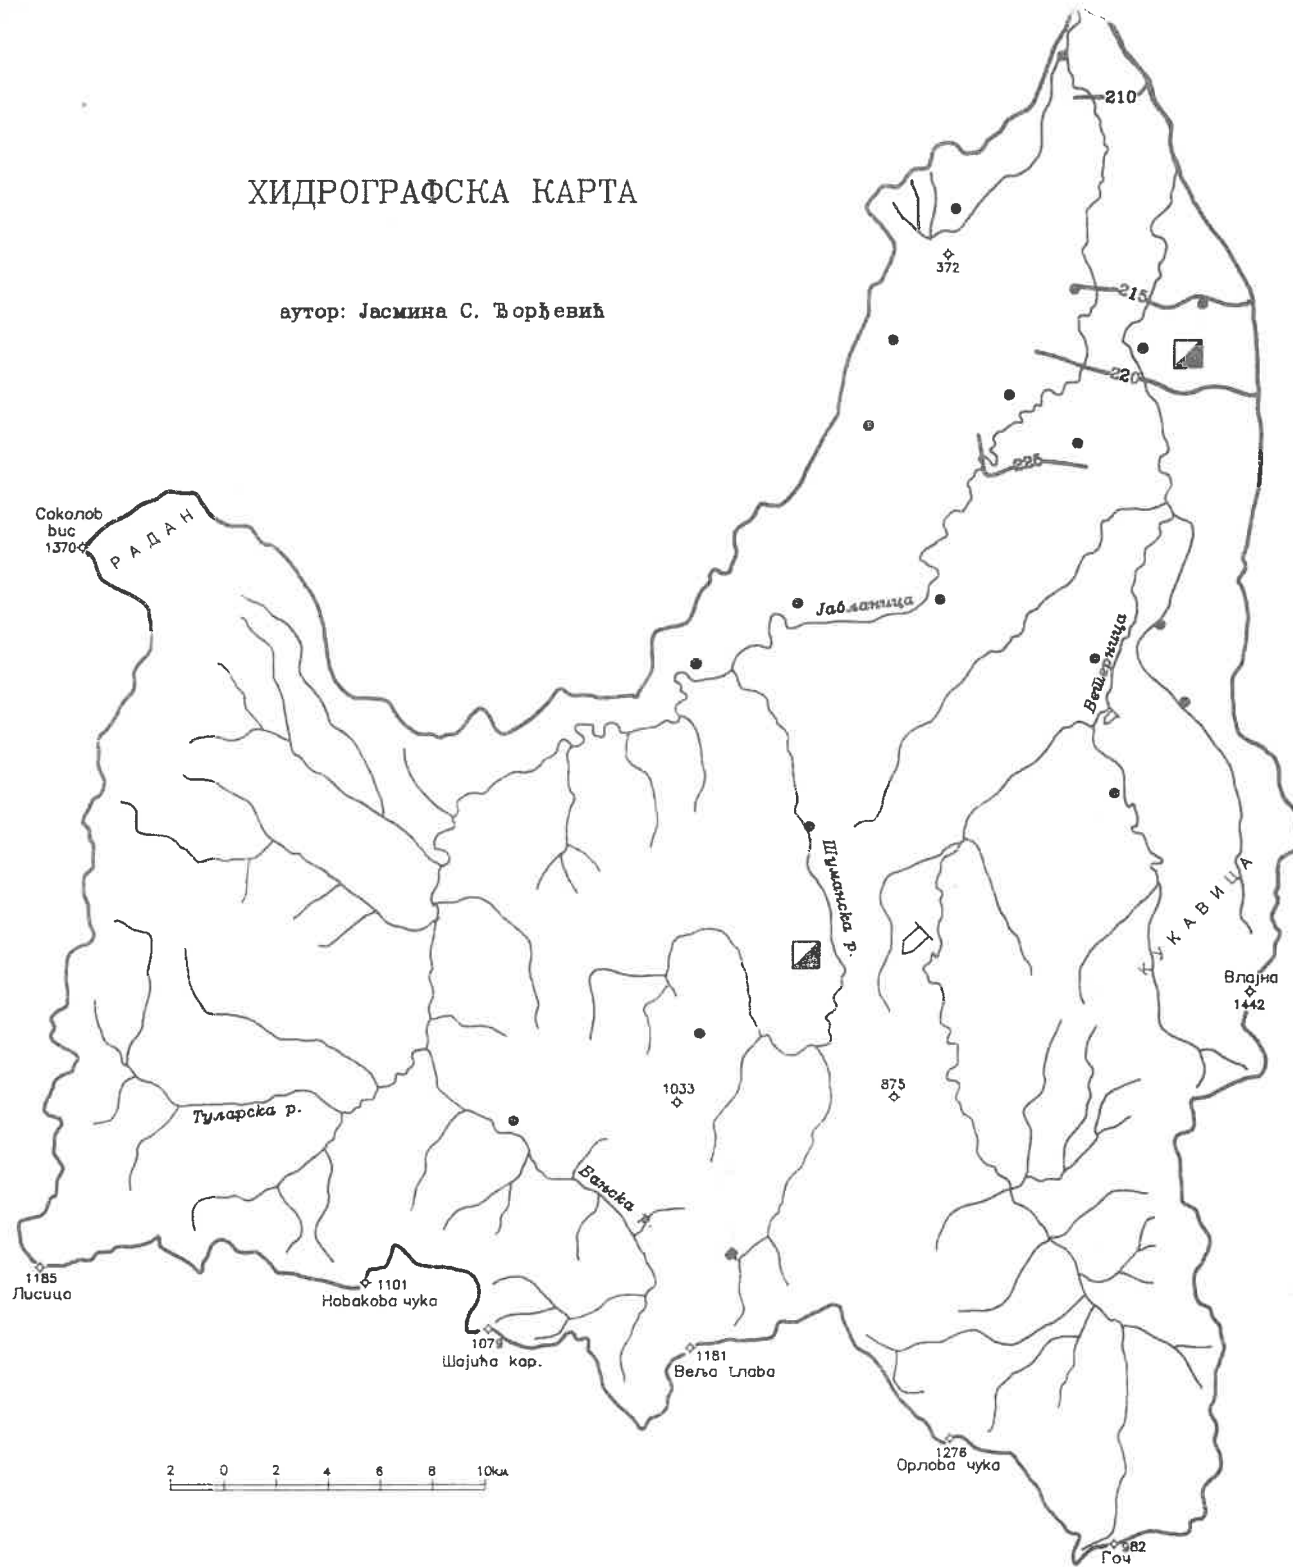 210
ХИДРОГРАФСКА КАРТА
372
215
аутор: Јасмина С. Ђорђевић
220
225
Соколов
вис
1370
РАДАН
Јабланица
Ветерница
Шуманска р.
КУКАВИЦА
Влајна
1442
1033
875
Туларска р.
Бањска р.
1185
Лисица
1101
Новакова чука
1079
Шајића кар.
1181
Веља глава
1276
Орлова чука
2 0 2 4 6 8 10км
982
Гоч